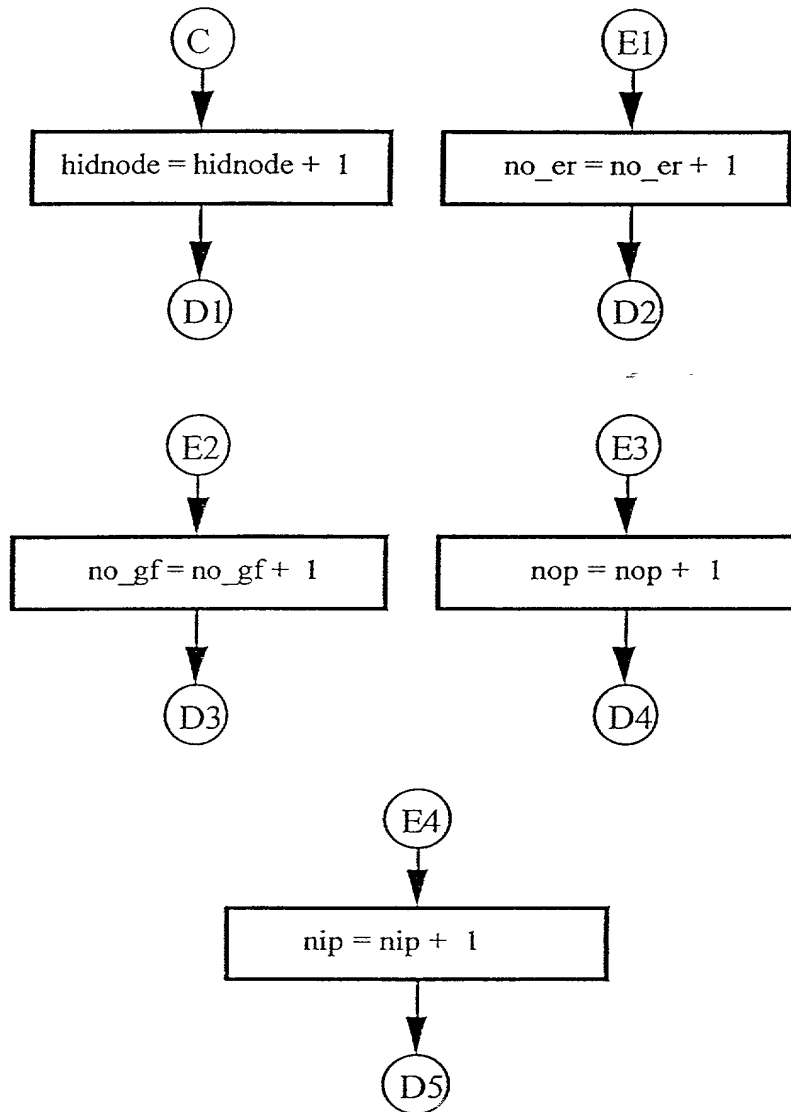 C
E1
hidnode = hidnode + 1
no_er = no_er + 1
D1
D2
E2
E3
no_gf = no_gf + 1
nop = nop + 1
D3
D4
E4
nip = nip + 1
D5